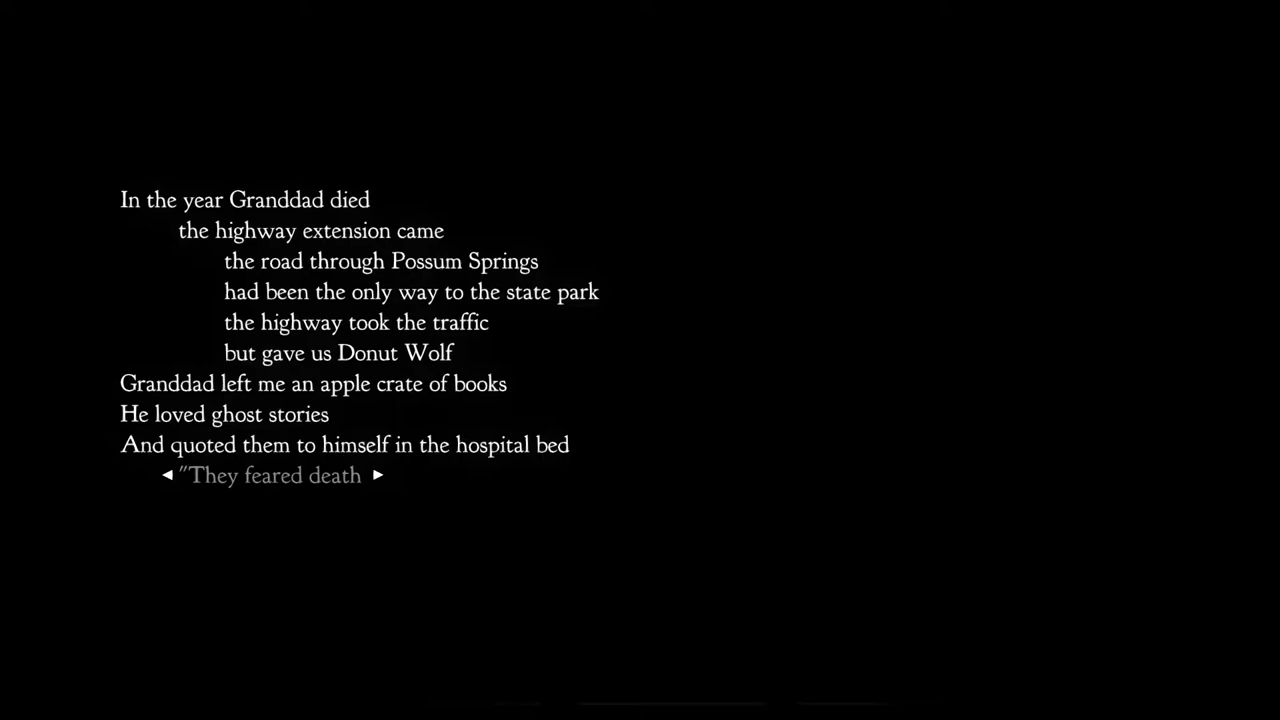 In the year Granddad died
the highway extension came
the road through Possum Springs
had been the only way to the state park
the highway took the traffic
but gave us Donut Wolf
Granddad left me an apple crate of books
He loved ghost stories
And quoted them to himself in the hospital bed
"They feared death